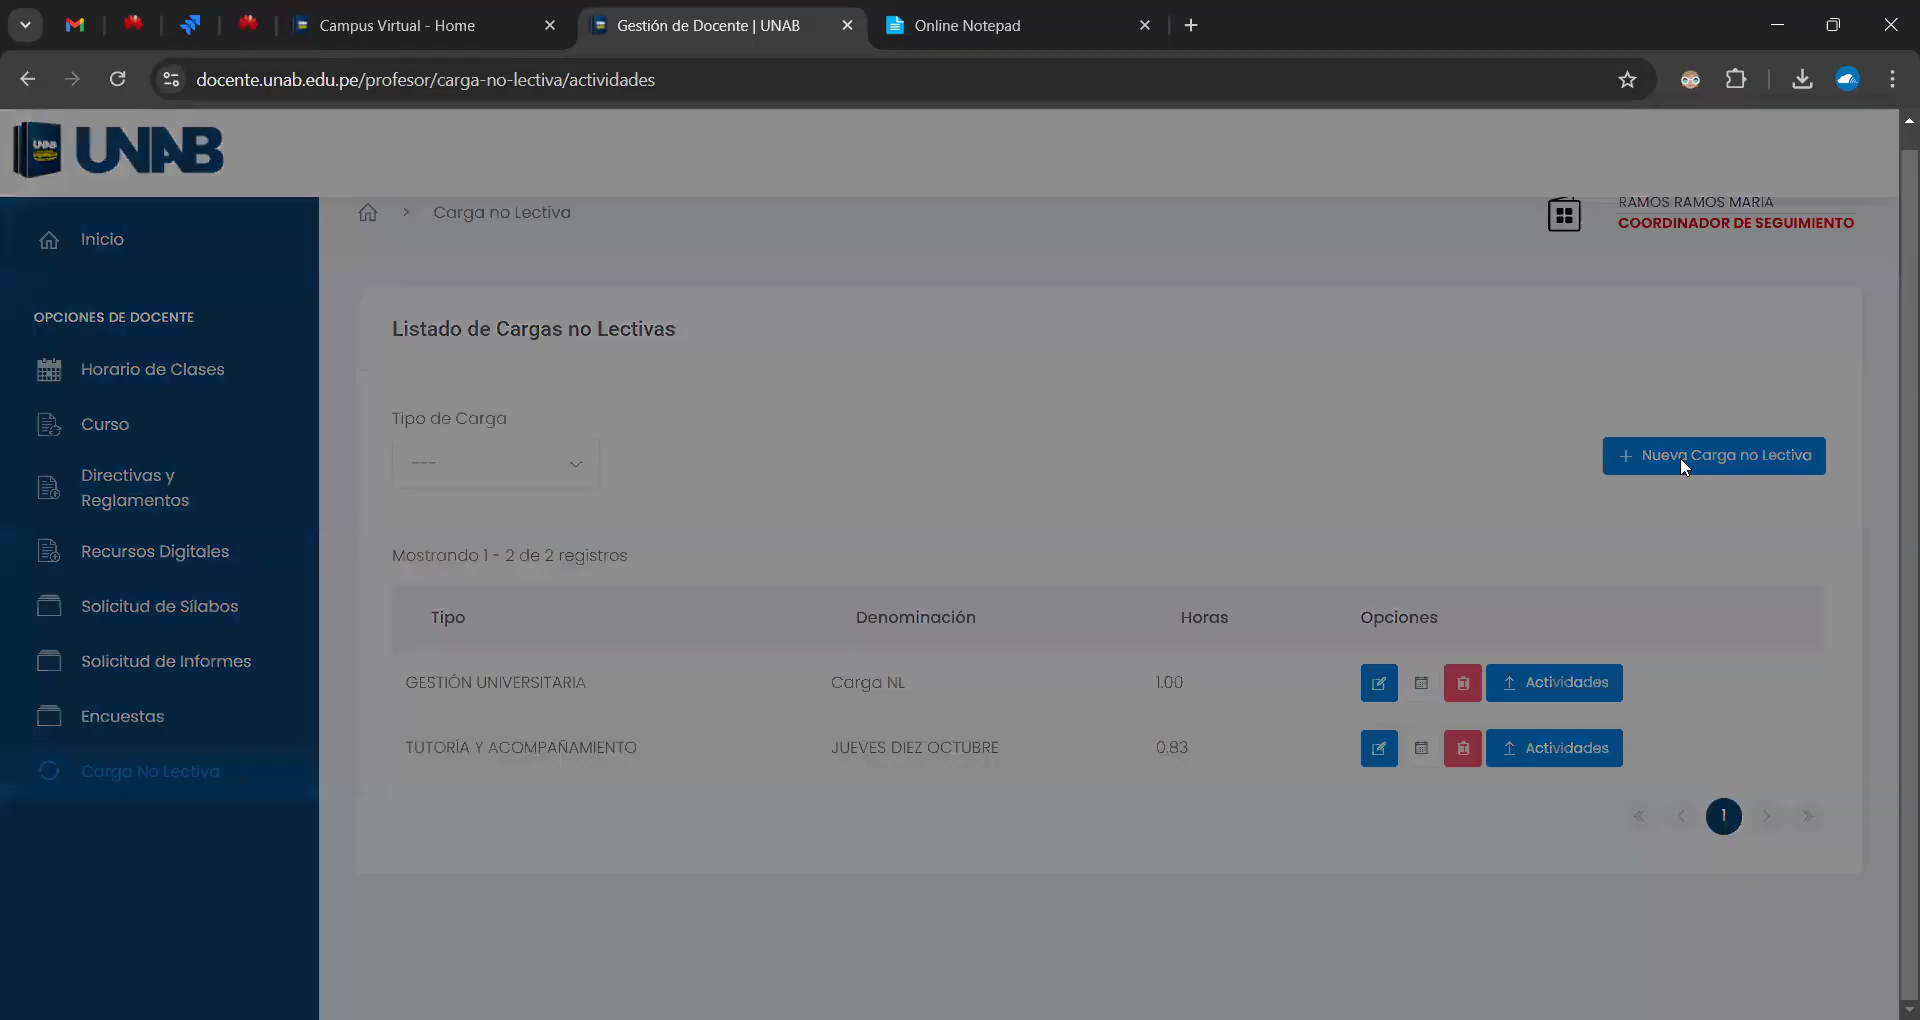 Campus Virtual - Home
Gestión de Docente | UNAB
Online Notepad
docente.unab.edu.pe/profesor/carga-no-lectiva/actividades
UNAB
UNAB
Carga no Lectiva
RAMOS RAMOS MARIA
COORDINADOR DE SEGUIMIENTO
Inicio
OPCIONES DE DOCENTE
Horario de Clases
Curso
Directivas y
Reglamentos
Recursos Digitales
Solicitud de Sílabos
Solicitud de Informes
Encuestas
Carga No Lectiva
Listado de Cargas no Lectivas
Tipo de Carga
---
Nueva Carga no Lectiva
Mostrando 1 - 2 de 2 registros
Tipo Denominación Horas Opciones
GESTIÓN UNIVERSITARIA Carga NL 1.00 Actividades
TUTORÍA Y ACOMPAÑAMIENTO JUEVES DIEZ OCTUBRE 0.83 Actividades
« ‹ 1 › »